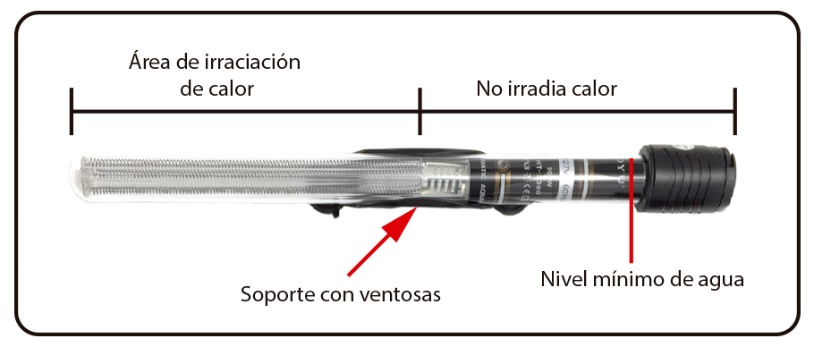 Área de irraciación
de calor
No irradia calor
Soporte con ventosas
Nivel mínimo de agua